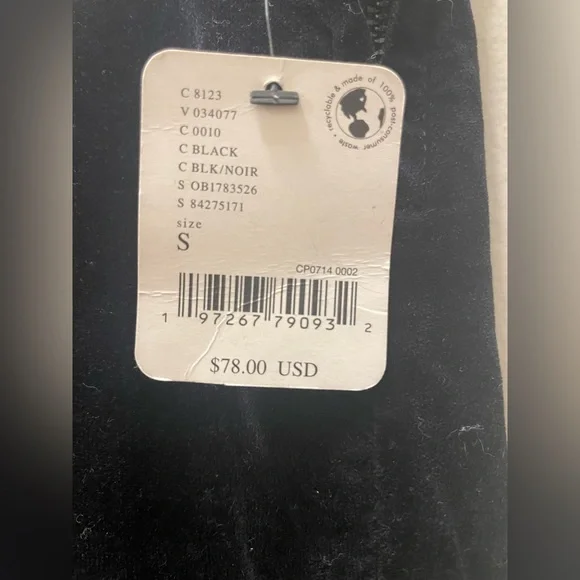 C 8123
V 034077
C 0010
C BLACK
C BLK/NOIR
S OB1783526
S 84275171
size
S
recyclable & made of 100% post-consumer waste •
CP0714 0002
1 97267 79093 2
$78.00 USD